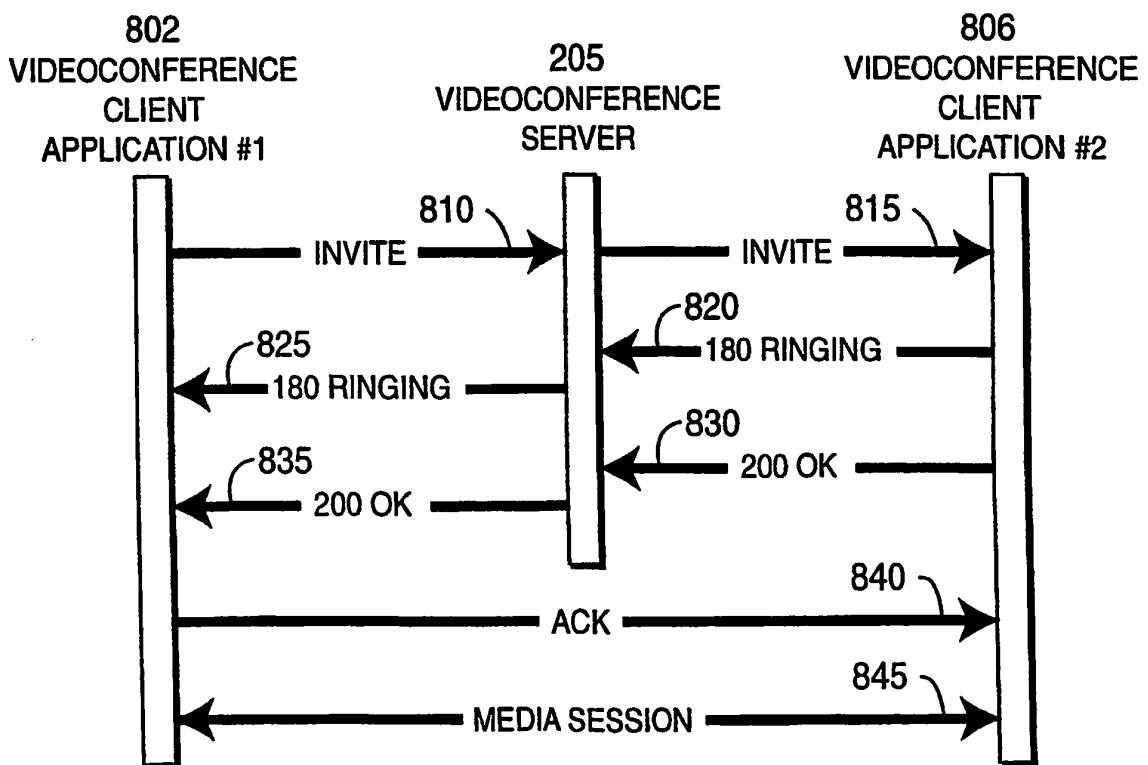 802
VIDEOCONFERENCE
CLIENT
APPLICATION #1
205
VIDEOCONFERENCE
SERVER
806
VIDEOCONFERENCE
CLIENT
APPLICATION #2
810
INVITE
815
INVITE
820
180 RINGING
825
180 RINGING
830
200 OK
835
200 OK
840
ACK
845
MEDIA SESSION